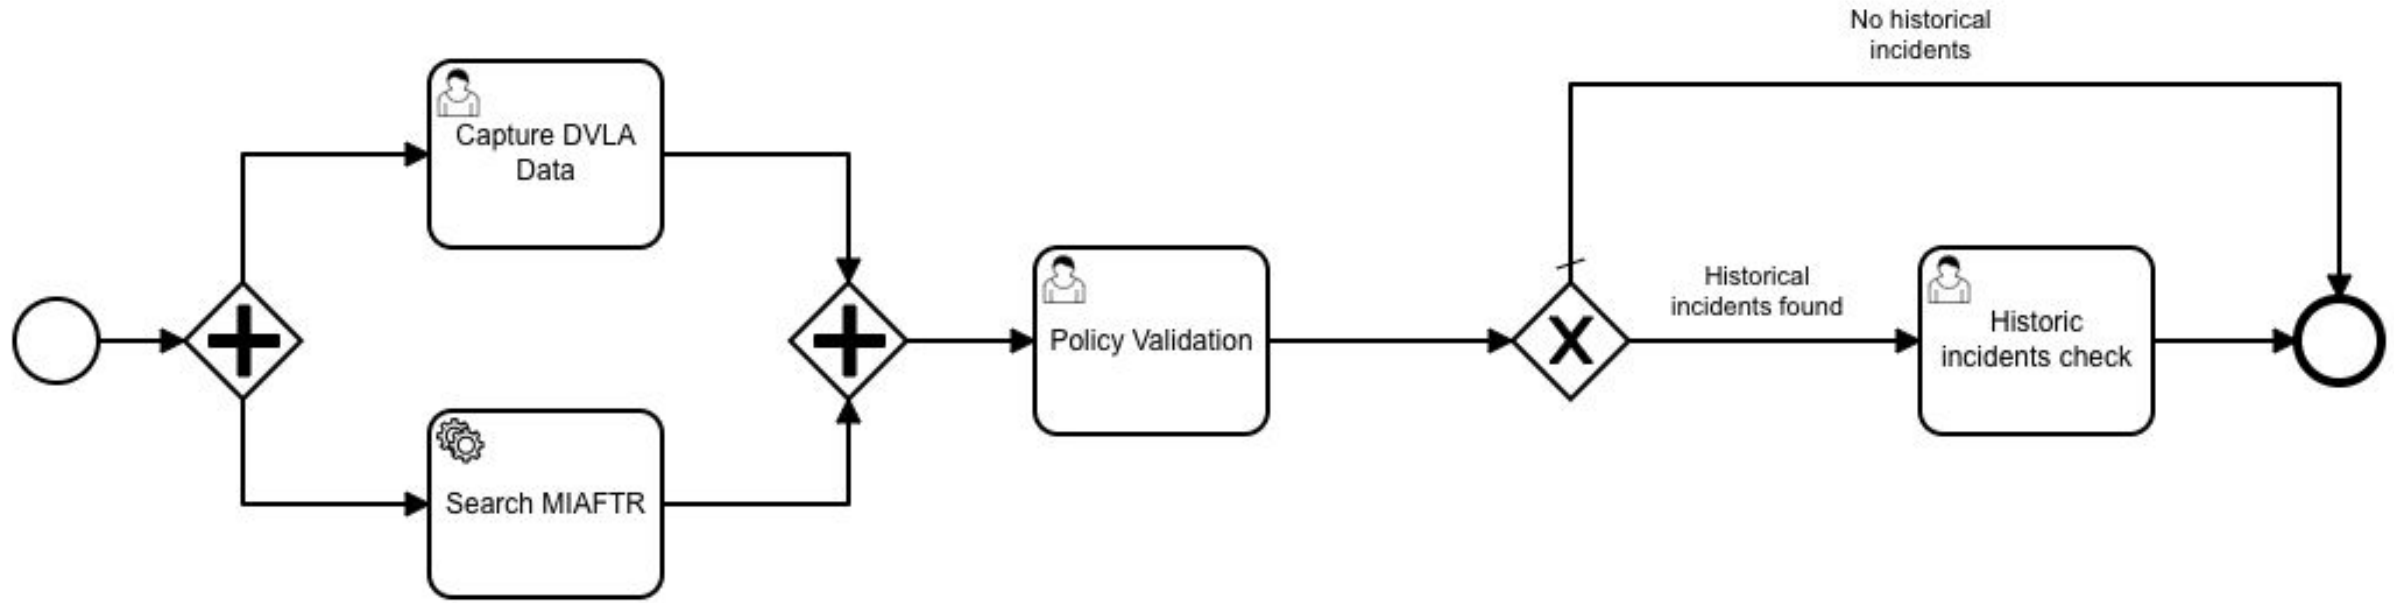 No historical
incidents
Capture DVLA
Data
Historical
incidents found
Policy Validation
Historic
incidents check
Search MIAFTR